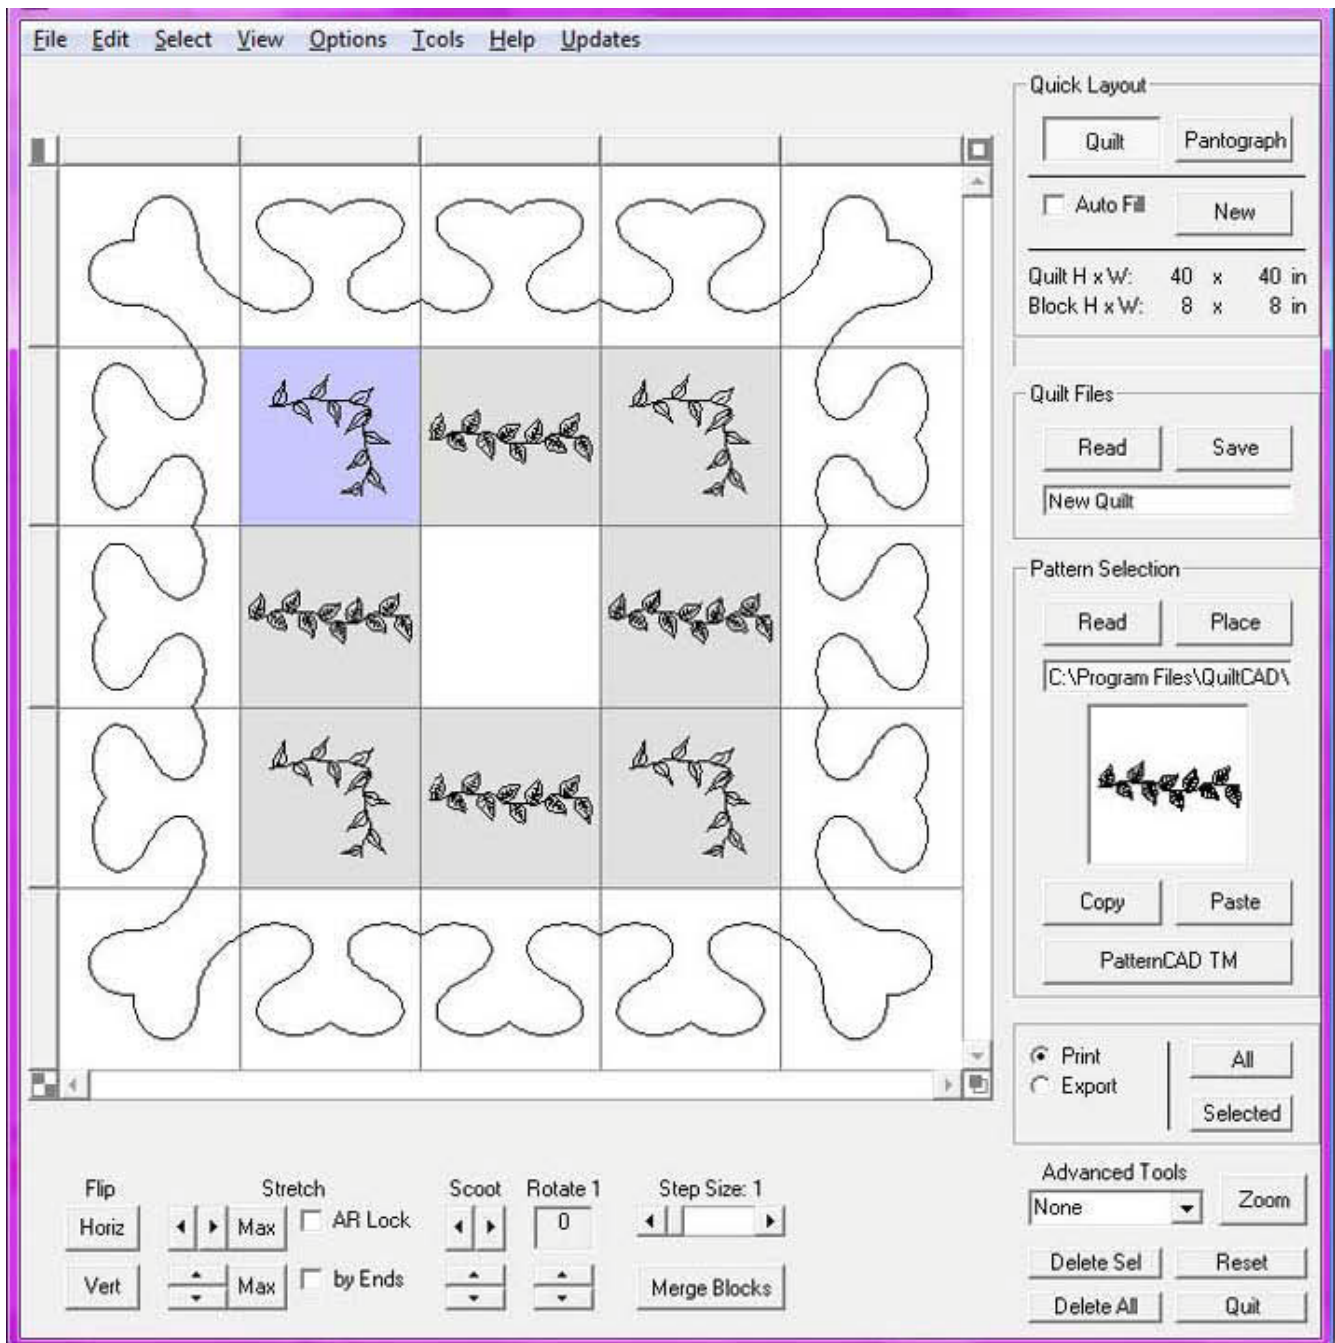 File Edit Select View Options Tools Help Updates
Quick Layout
Quilt Pantograph
Auto Fill New
Quilt H x W: 40 x 40 in
Block H x W: 8 x 8 in
Quilt Files
Read Save
New Quilt
Pattern Selection
Read Place
C:\Program Files\QuiltCAD\
Copy Paste
PatternCAD TM
Print All
Export
Selected
Flip Stretch Scoot Rotate 1 Step Size: 1 Advanced Tools
Horiz Max AR Lock 0 None Zoom
Vert Max by Ends Merge Blocks Delete Sel Reset
Delete All Quit